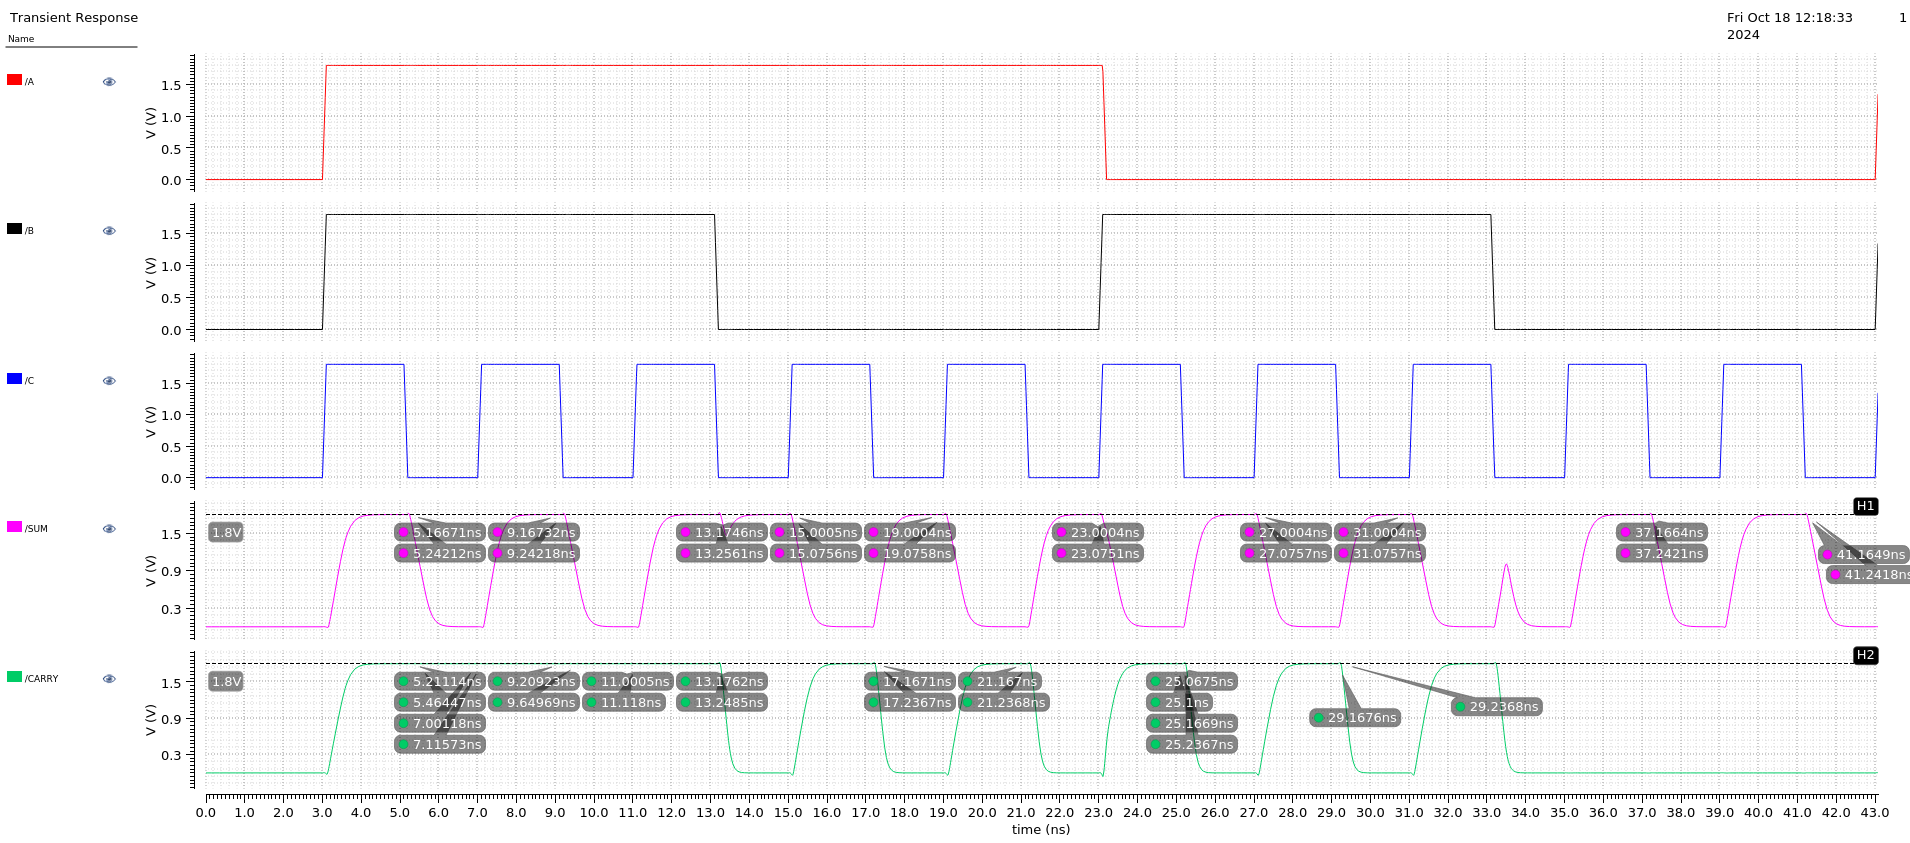 Transient Response
Fri Oct 18 12:18:33 1
2024
Name
/A
V (V)
1.5
1.0
0.5
0.0
/B
V (V)
1.5
1.0
0.5
0.0
/C
V (V)
1.5
1.0
0.5
0.0
/SUM
V (V)
1.5
0.9
0.3
H1
1.8V
5.16671ns 9.16732ns 13.1746ns 15.0005ns 19.0004ns 23.0004ns 27.0004ns 31.0004ns 37.1664ns
5.24212ns 9.24218ns 13.2561ns 15.0756ns 19.0758ns 23.0751ns 27.0757ns 31.0757ns 37.2421ns
41.1649ns
41.2418ns
/CARRY
V (V)
1.5
0.9
0.3
H2
1.8V
5.21114ns 9.20923ns 11.0005ns 13.1762ns 17.1671ns 21.167ns 25.0675ns
5.46447ns 9.64969ns 11.118ns 13.2485ns 17.2367ns 21.2368ns 25.1ns 29.2368ns
7.00118ns 25.1669ns 29.1676ns
7.11573ns 25.2367ns
0.0 1.0 2.0 3.0 4.0 5.0 6.0 7.0 8.0 9.0 10.0 11.0 12.0 13.0 14.0 15.0 16.0 17.0 18.0 19.0 20.0 21.0 22.0 23.0 24.0 25.0 26.0 27.0 28.0 29.0 30.0 31.0 32.0 33.0 34.0 35.0 36.0 37.0 38.0 39.0 40.0 41.0 42.0 43.0
time (ns)